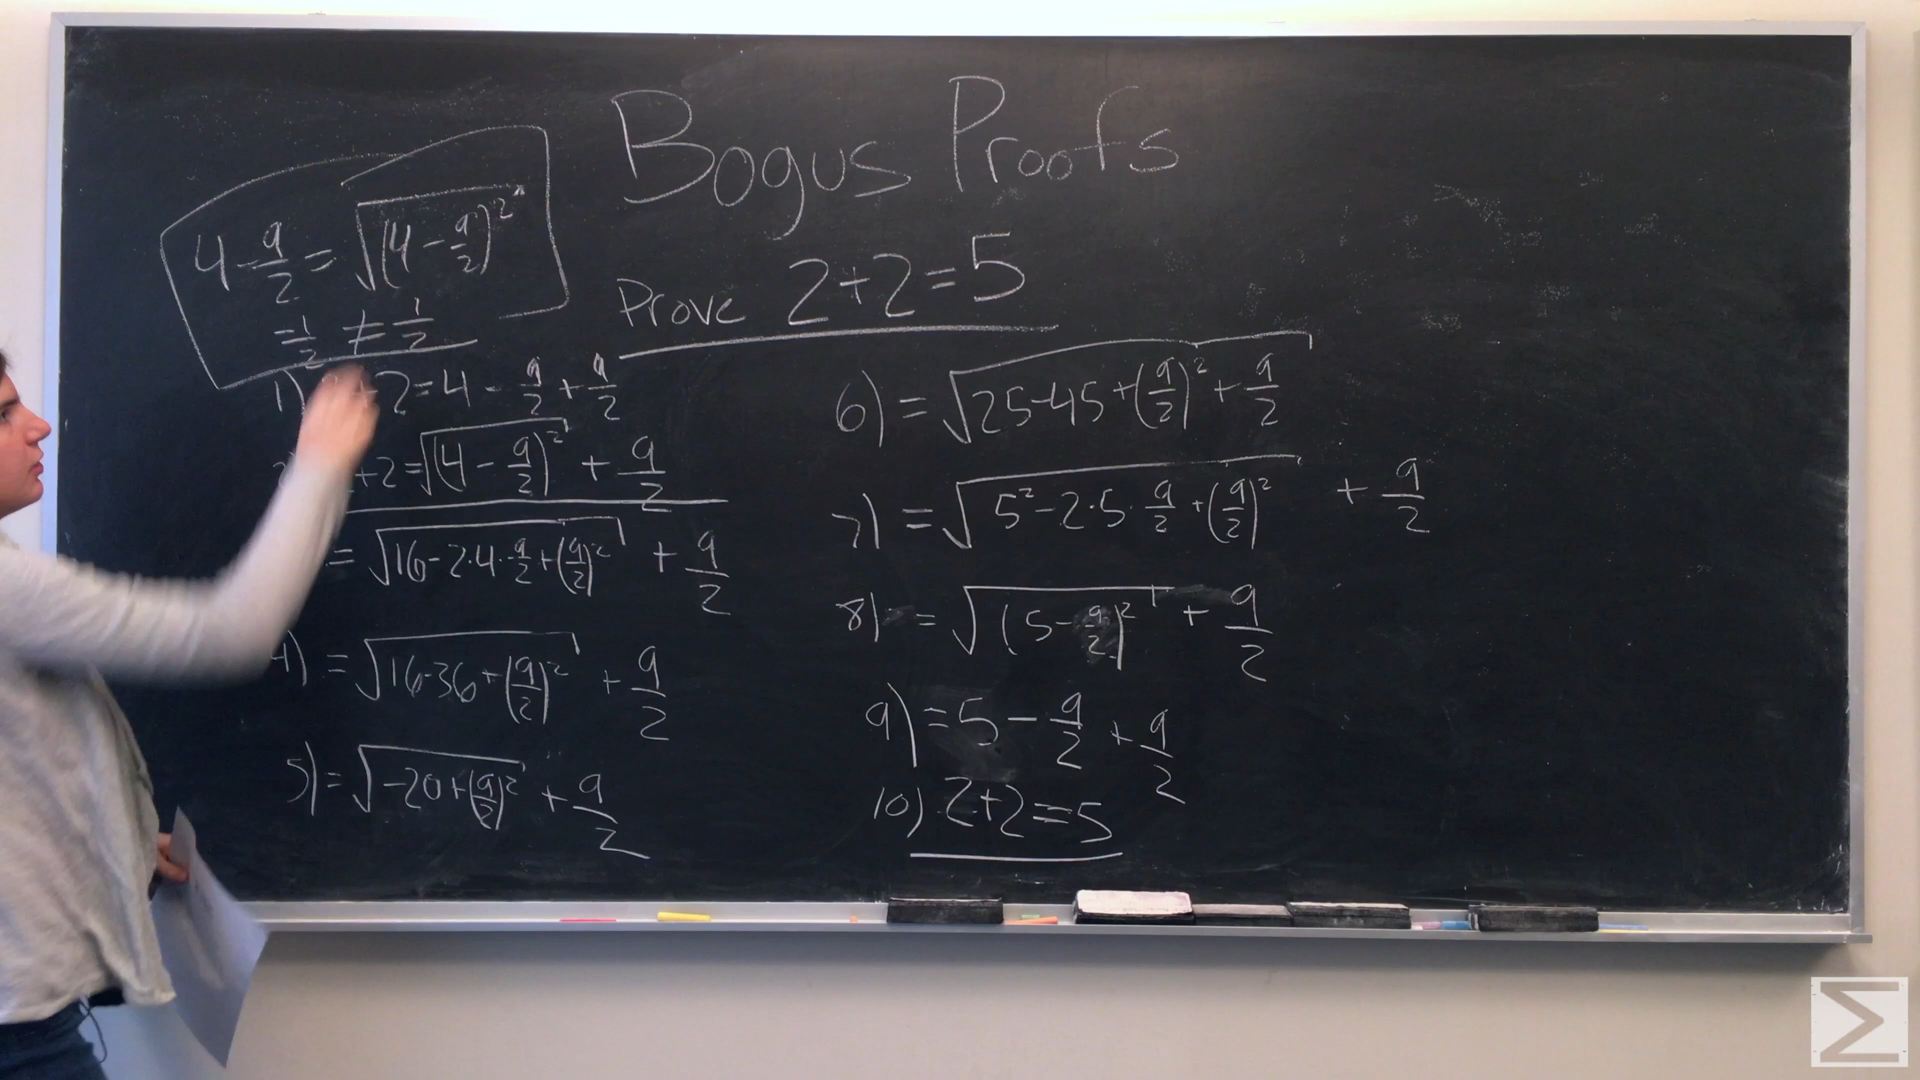 Bogus Proofs
Prove 2+2=5
4 - 9/2 = √(4 - 9/2)²
= -1/2 ≠ 1/2
1) +2=4 - 9/2 + 9/2
+2=√(4 - 9/2)² + 9/2
= √16-2·4·9/2+(9/2)² + 9/2
4) = √16-36+(9/2)² + 9/2
5) = √-20+(9/2)² + 9/2
6) = √25-45+(9/2)² + 9/2
7) = √5²-2·5·9/2+(9/2)² + 9/2
8) = √(5-9/2)² + 9/2
9) =5 - 9/2 + 9/2
10) 2+2=5
Σ